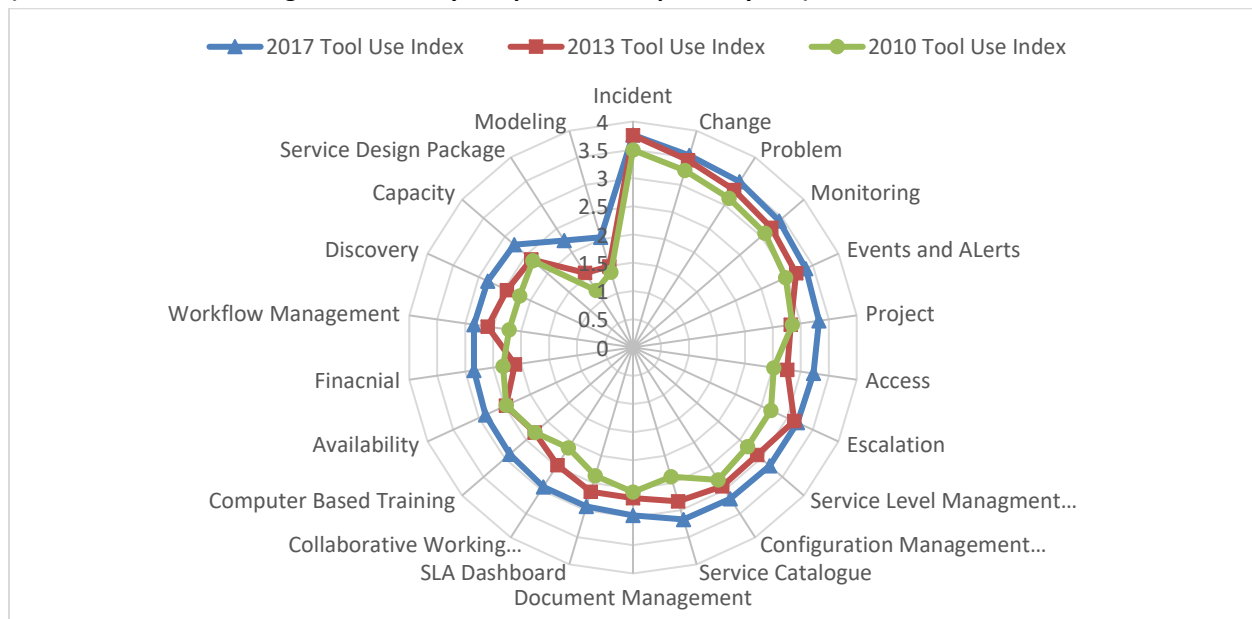 2017 Tool Use Index 2013 Tool Use Index 2010 Tool Use Index
Incident
Change
Problem
Monitoring
Events and ALerts
Project
Access
Escalation
Service Level Managment...
Configuration Management...
Service Catalogue
Document Management
SLA Dashboard
Collaborative Working...
Computer Based Training
Availability
Finacnial
Workflow Management
Discovery
Capacity
Service Design Package
Modeling
4
3.5
3
2.5
2
1.5
1
0.5
0